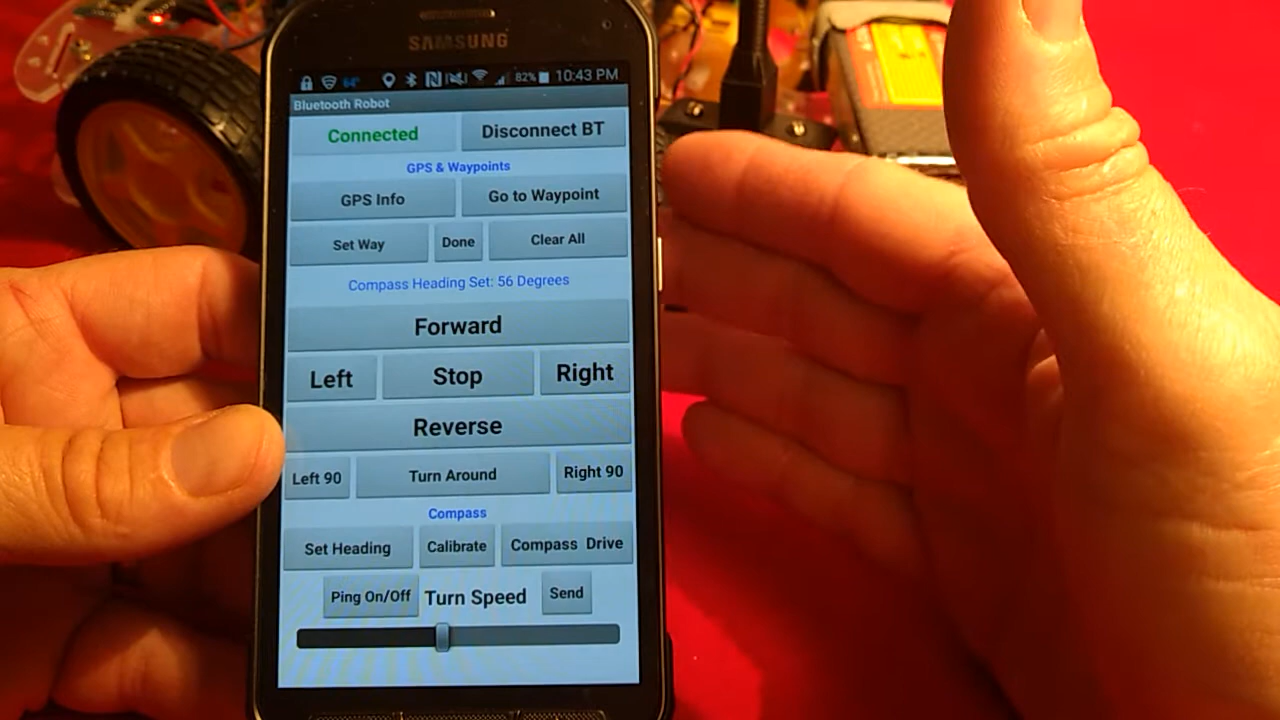 SAMSUNG
64° 82% 10:43 PM
Bluetooth Robot
Connected Disconnect BT
GPS & Waypoints
GPS Info Go to Waypoint
Set Way Done Clear All
Compass Heading Set: 56 Degrees
Forward
Left Stop Right
Reverse
Left 90 Turn Around Right 90
Compass
Set Heading Calibrate Compass Drive
Ping On/Off Turn Speed Send